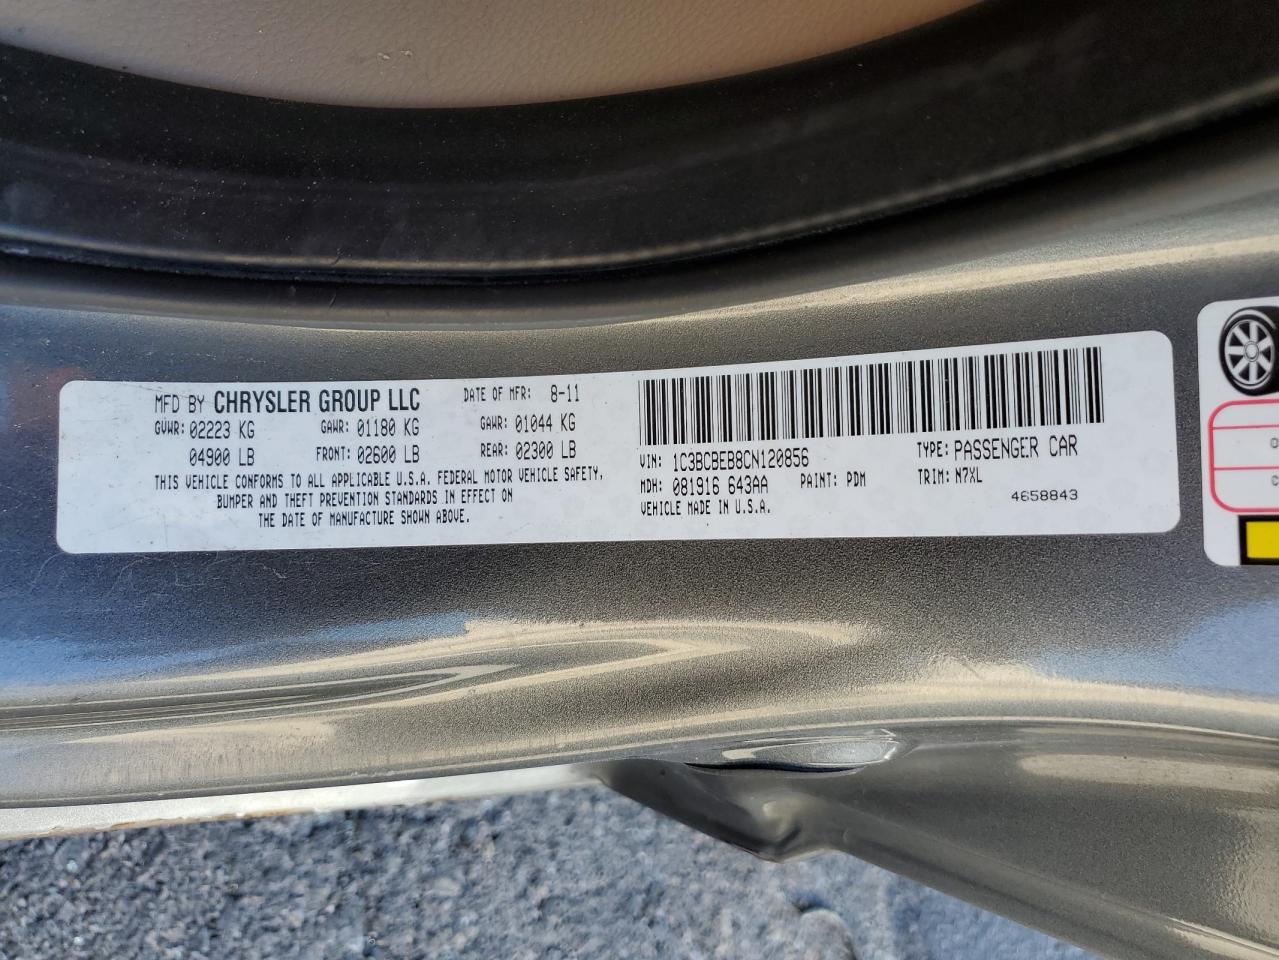 MFD BY CHRYSLER GROUP LLC DATE OF MFR: 8-11
GVWR: 02223 KG GAWR: 01180 KG GAWR: 01044 KG
04900 LB FRONT: 02600 LB REAR: 02300 LB
THIS VEHICLE CONFORMS TO ALL APPLICABLE U.S.A. FEDERAL MOTOR VEHICLE SAFETY,
BUMPER AND THEFT PREVENTION STANDARDS IN EFFECT ON
THE DATE OF MANUFACTURE SHOWN ABOVE.
VIN: 1C3BCBEB8CN120856 TYPE: PASSENGER CAR
MDH: 081916 643AA PAINT: PDM TRIM: N7XL
VEHICLE MADE IN U.S.A. 4658843